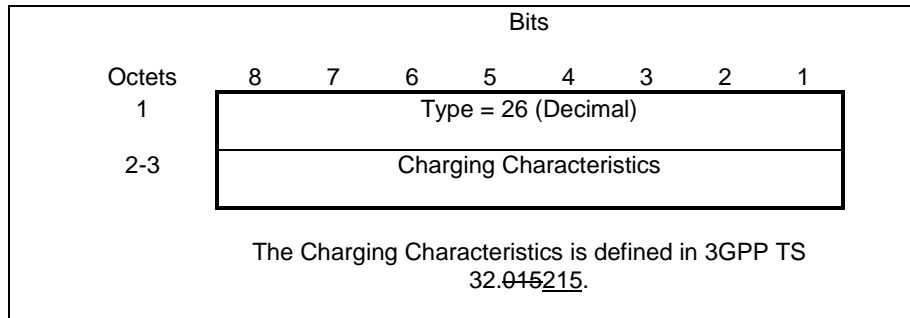 Bits
Octets 8 7 6 5 4 3 2 1
1 Type = 26 (Decimal)
2-3 Charging Characteristics
The Charging Characteristics is defined in 3GPP TS
32.015215.